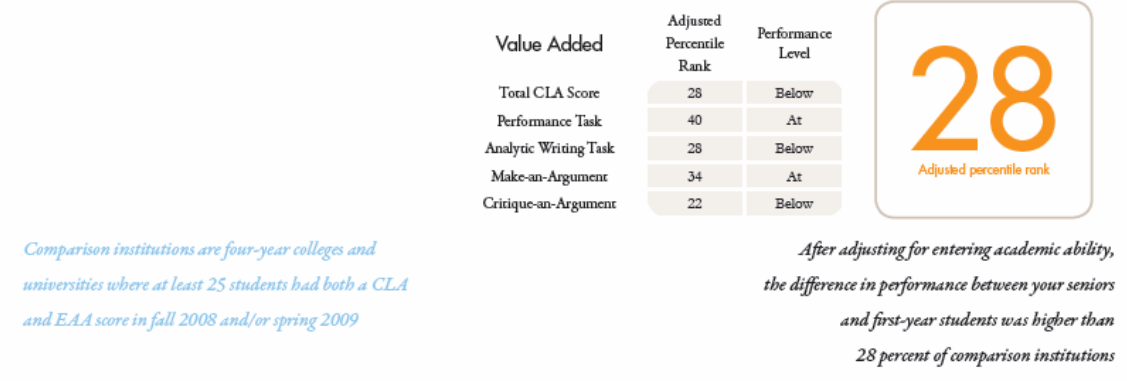 Value Added
Adjusted
Percentile
Rank
Performance
Level
Total CLA Score 28 Below
Performance Task 40 At
Analytic Writing Task 28 Below
Make-an-Argument 34 At
Critique-an-Argument 22 Below
28
Adjusted percentile rank
Comparison institutions are four-year colleges and
universities where at least 25 students had both a CLA
and EAA score in fall 2008 and/or spring 2009
After adjusting for entering academic ability,
the difference in performance between your seniors
and first-year students was higher than
28 percent of comparison institutions